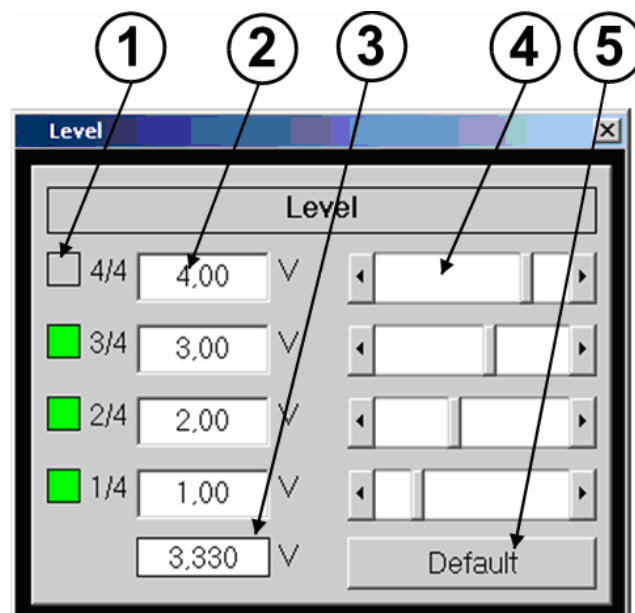 1 2 3 4 5
Level
Level
4/4 4,00 V
3/4 3,00 V
2/4 2,00 V
1/4 1,00 V
3,330 V Default